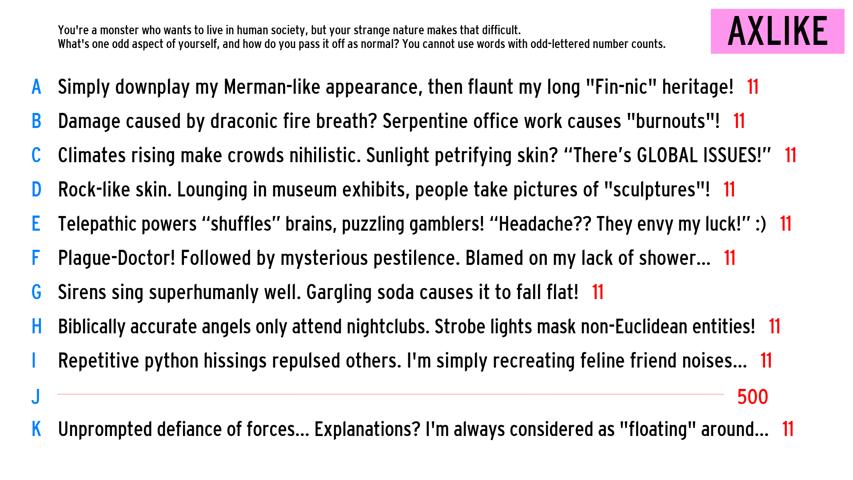 You're a monster who wants to live in human society, but your strange nature makes that difficult.
What's one odd aspect of yourself, and how do you pass it off as normal? You cannot use words with odd-lettered number counts.
AXLIKE
A Simply downplay my Merman-like appearance, then flaunt my long "Fin-nic" heritage! 11
B Damage caused by draconic fire breath? Serpentine office work causes "burnouts"! 11
C Climates rising make crowds nihilistic. Sunlight petrifying skin? “There’s GLOBAL ISSUES!” 11
D Rock-like skin. Lounging in museum exhibits, people take pictures of "sculptures"! 11
E Telepathic powers “shuffles” brains, puzzling gamblers! “Headache?? They envy my luck!” :) 11
F Plague-Doctor! Followed by mysterious pestilence. Blamed on my lack of shower... 11
G Sirens sing superhumanly well. Gargling soda causes it to fall flat! 11
H Biblically accurate angels only attend nightclubs. Strobe lights mask non-Euclidean entities! 11
I Repetitive python hissings repulsed others. I'm simply recreating feline friend noises... 11
J 500
K Unprompted defiance of forces... Explanations? I'm always considered as "floating" around... 11